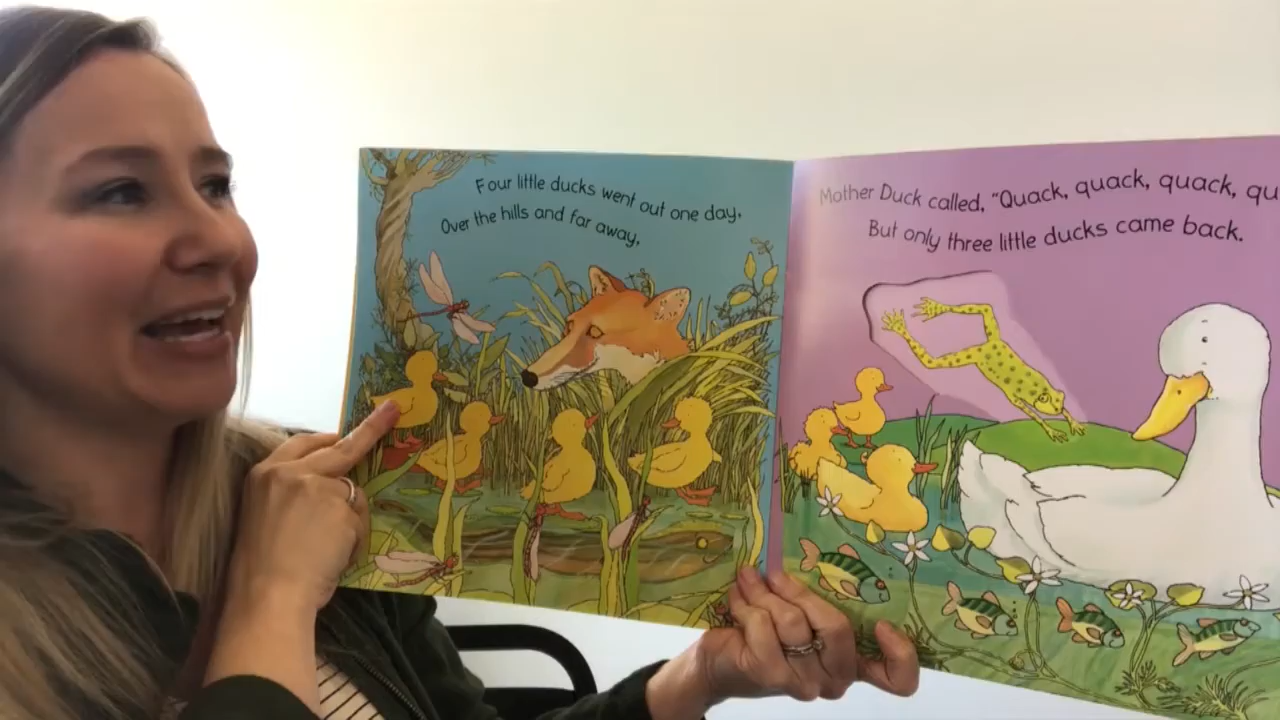 Four little ducks went out one day,
Over the hills and far away,
Mother Duck called, "Quack, quack, quack, qu
But only three little ducks came back.